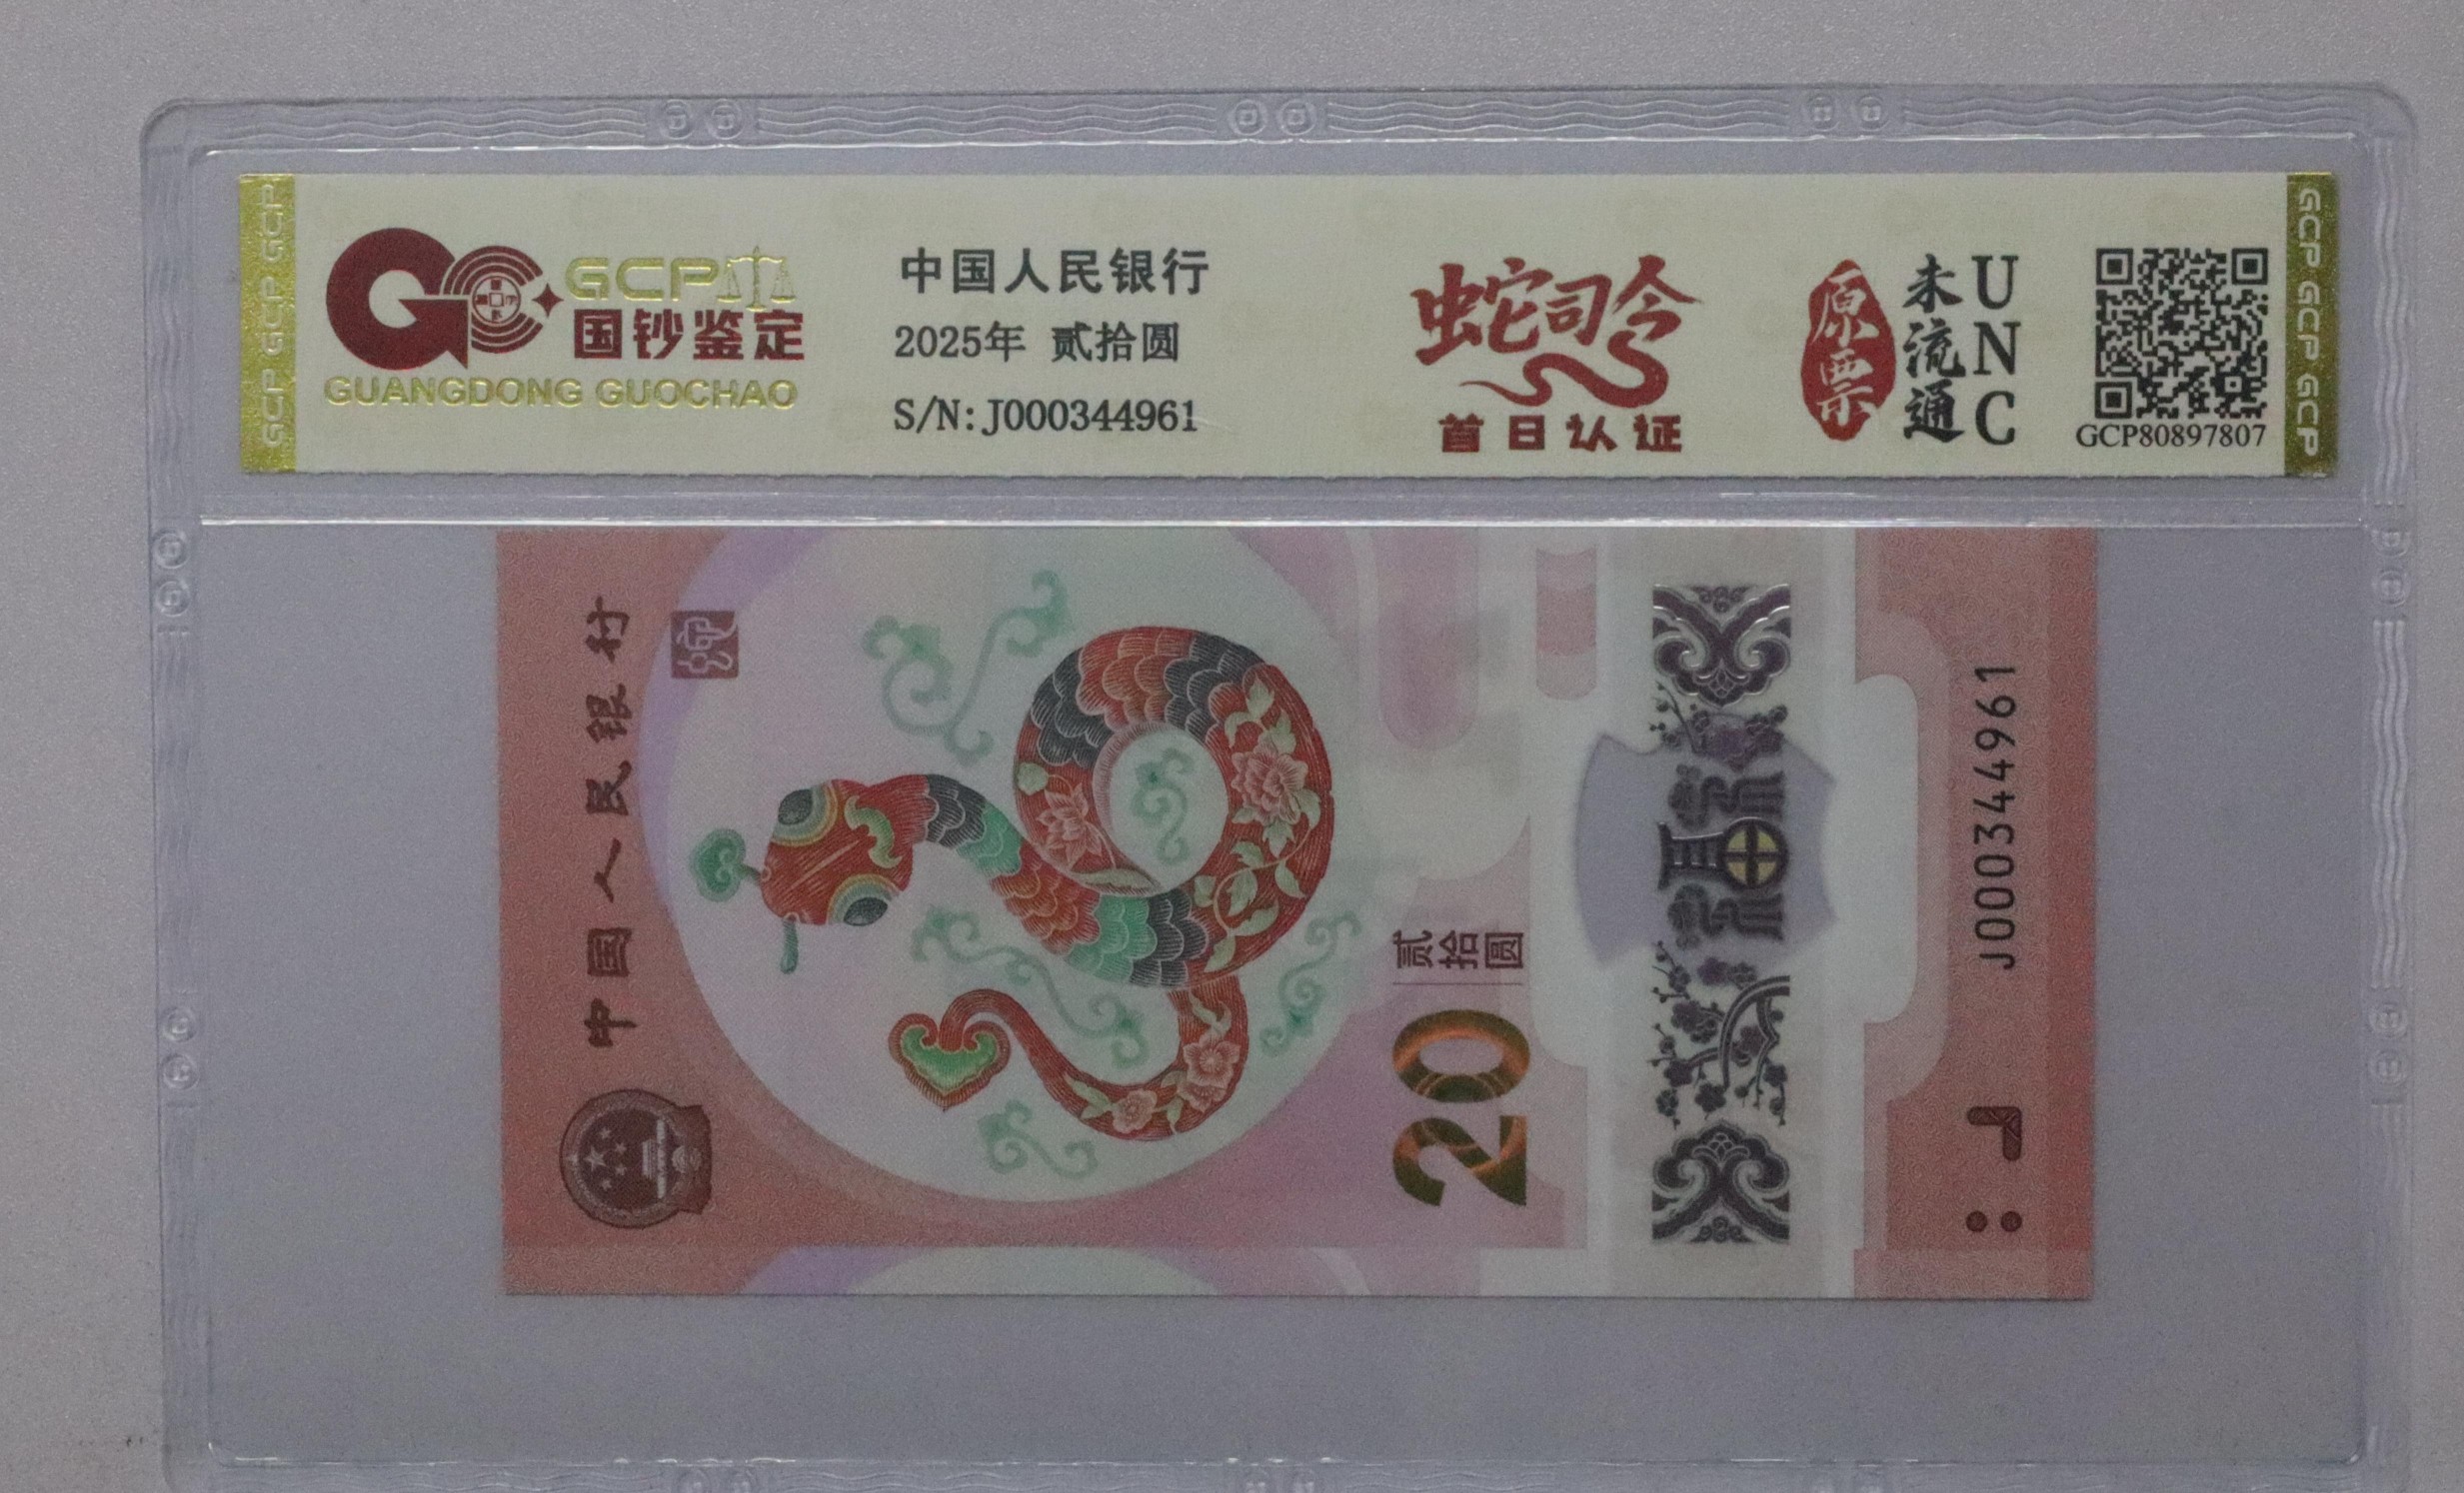 GCP GCP GCP
GCP
国钞鉴定
GUANGDONG GUOCHAO
中国人民银行
2025年 贰拾圆
S/N: J000344961
蛇司令
首日认证
原票
未流通
UNC
GCP80897807
GCP GCP GCP
中国人民银行
20
贰拾圆
福
J000344961